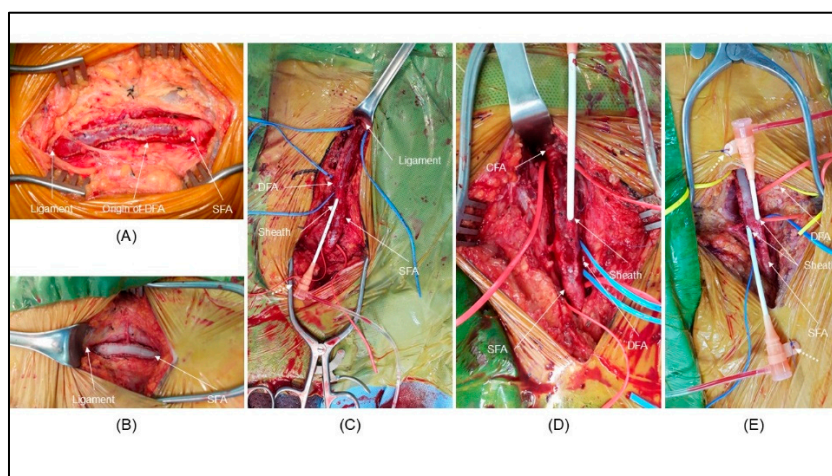 Ligament Origin of DFA SFA
(A)
Ligament SFA
(B)
Ligament
DFA
Sheath
SFA
(C)
CFA
Sheath
SFA
DFA
(D)
DFA
Sheath
SFA
(E)